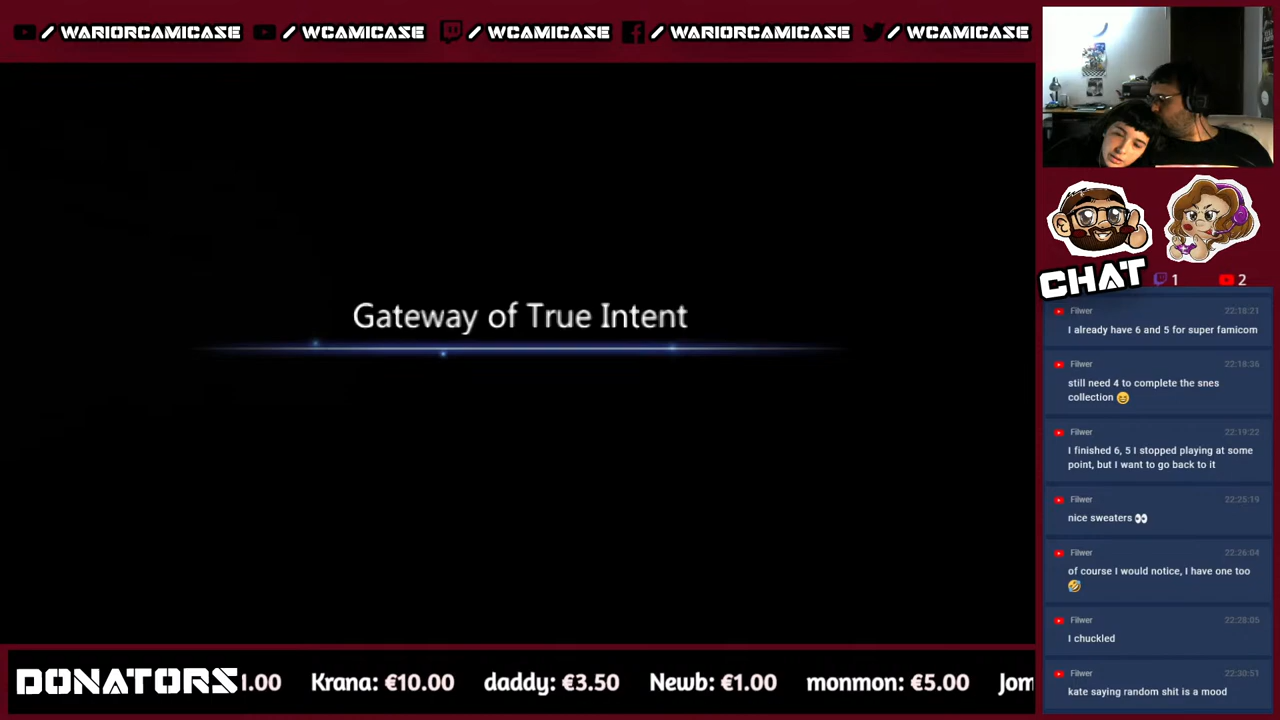 / WARIORCAMICASE / WCAMICASE / WCAMICASE / WARIORCAMICASE / WCAMICASE
Gateway of True Intent
CHAT 1 2
Filwer 22:18:21
I already have 6 and 5 for super famicom
Filwer 22:18:36
still need 4 to complete the snes
collection 😄
Filwer 22:19:22
I finished 6, 5 I stopped playing at some
point, but I want to go back to it
Filwer 22:25:19
nice sweaters 👀
Filwer 22:26:04
of course I would notice, I have one too
🤣
Filwer 22:28:05
I chuckled
Filwer 22:30:51
kate saying random shit is a mood
DONATORS 1.00 Krana: €10.00 daddy: €3.50 Newb: €1.00 monmon: €5.00 Jom